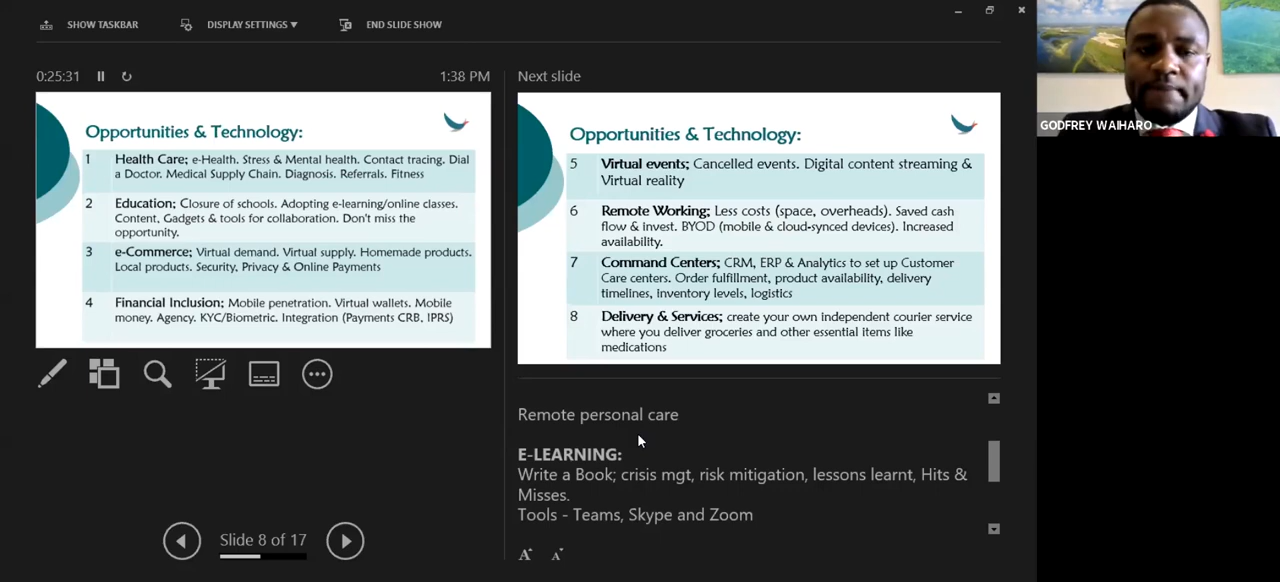 SHOW TASKBAR
DISPLAY SETTINGS
END SLIDE SHOW
0:25:31
1:38 PM
Opportunities & Technology:
1 Health Care; e-Health. Stress & Mental health. Contact tracing. Dial
a Doctor. Medical Supply Chain. Diagnosis. Referrals. Fitness
2 Education; Closure of schools. Adopting e-learning/online classes.
Content, Gadgets & tools for collaboration. Don't miss the
opportunity.
3 e-Commerce; Virtual demand. Virtual supply. Homemade products.
Local products. Security, Privacy & Online Payments
4 Financial Inclusion; Mobile penetration. Virtual wallets. Mobile
money. Agency. KYC/Biometric. Integration (Payments CRB, IPRS)
Slide 8 of 17
Next slide
Opportunities & Technology:
5 Virtual events; Cancelled events. Digital content streaming &
Virtual reality
6 Remote Working; Less costs (space, overheads). Saved cash
flow & invest. BYOD (mobile & cloud-synced devices). Increased
availability.
7 Command Centers; CRM, ERP & Analytics to set up Customer
Care centers. Order fulfillment, product availability, delivery
timelines, inventory levels, logistics
8 Delivery & Services; create your own independent courier service
where you deliver groceries and other essential items like
medications
Remote personal care
E-LEARNING:
Write a Book; crisis mgt, risk mitigation, lessons learnt, Hits &
Misses.
Tools - Teams, Skype and Zoom
A A
GODFREY WAIHARO